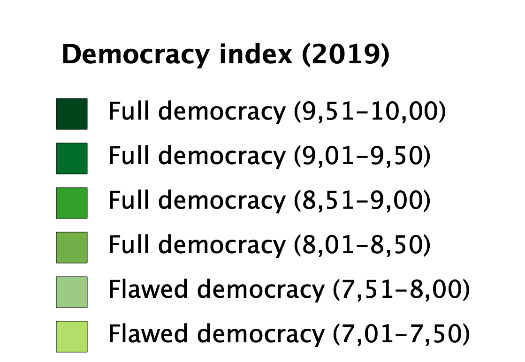 Democracy index (2019)
Full democracy (9,51–10,00)
Full democracy (9,01–9,50)
Full democracy (8,51–9,00)
Full democracy (8,01–8,50)
Flawed democracy (7,51–8,00)
Flawed democracy (7,01–7,50)